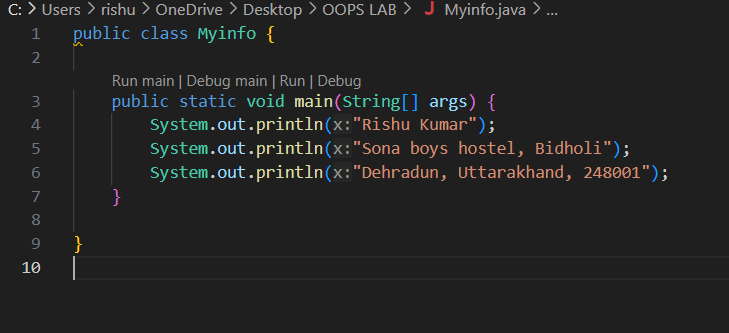 C: > Users > rishu > OneDrive > Desktop > OOPS LAB > J Myinfo.java > ...
1 public class Myinfo {
2
Run main | Debug main | Run | Debug
3 public static void main(String[] args) {
4 System.out.println(x:"Rishu Kumar");
5 System.out.println(x:"Sona boys hostel, Bidholi");
6 System.out.println(x:"Dehradun, Uttarakhand, 248001");
7 }
8
9 }
10